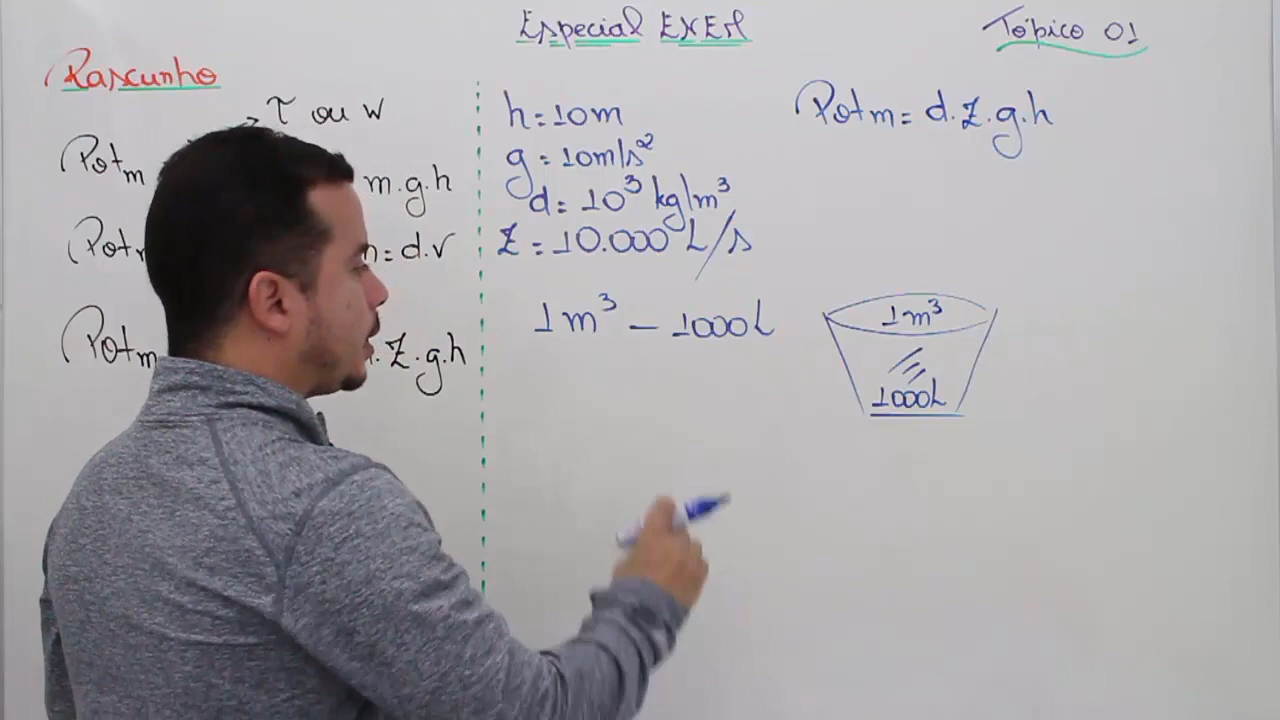 Especial ENEM
Tópico 01
Rascunho
τ ou W
Potm
m.g.h
Pot
= d.V
Potm
.Z.g.h
h = 10m
g = 10m/s²
d = 10³ kg/m³
Z = 10.000 L/s
1m³ — 1000L
Potm = d.Z.g.h
1m³
1000L